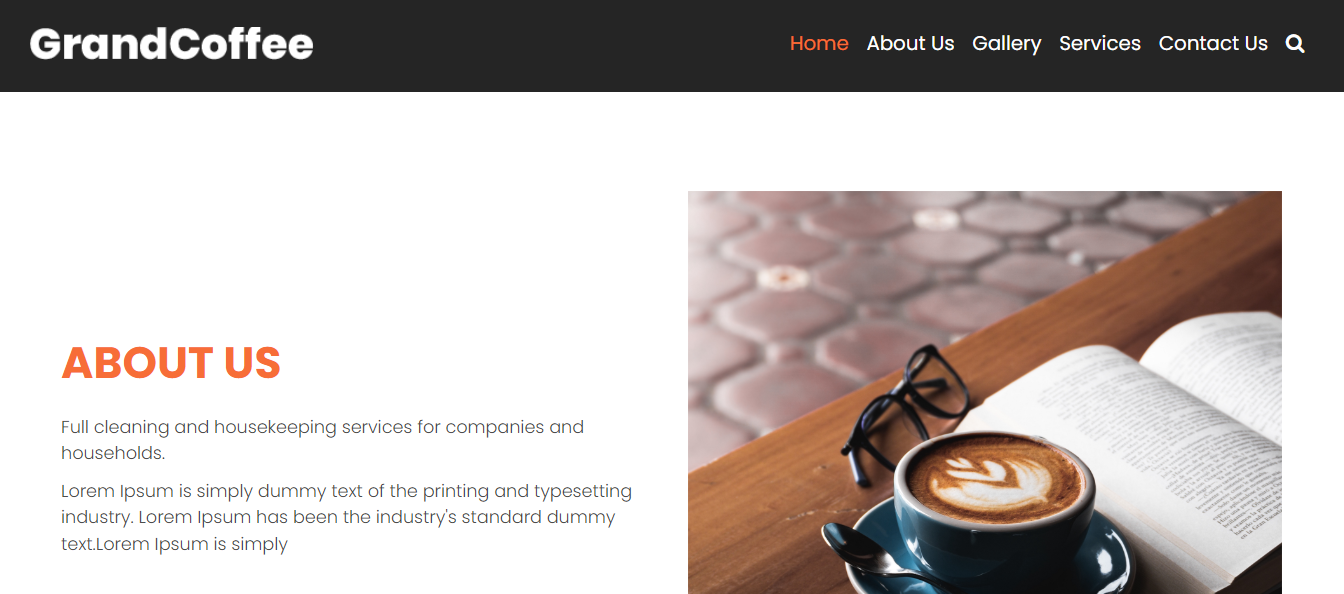 GrandCoffee
Home About Us Gallery Services Contact Us
ABOUT US
Full cleaning and housekeeping services for companies and
households.
Lorem Ipsum is simply dummy text of the printing and typesetting
industry. Lorem Ipsum has been the industry's standard dummy
text.Lorem Ipsum is simply